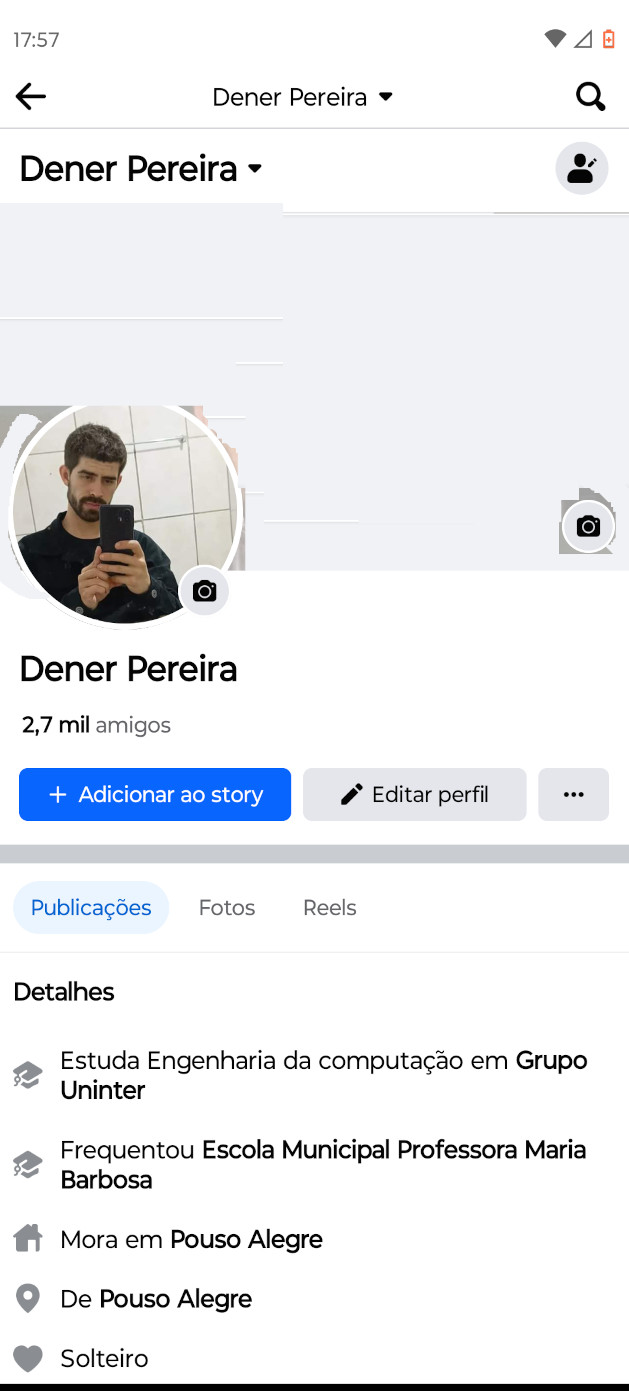 17:57
Dener Pereira
Dener Pereira
Dener Pereira
2,7 mil amigos
+ Adicionar ao story
Editar perfil
Publicações
Fotos
Reels
Detalhes
Estuda Engenharia da computação em Grupo
Uninter
Frequentou Escola Municipal Professora Maria
Barbosa
Mora em Pouso Alegre
De Pouso Alegre
Solteiro